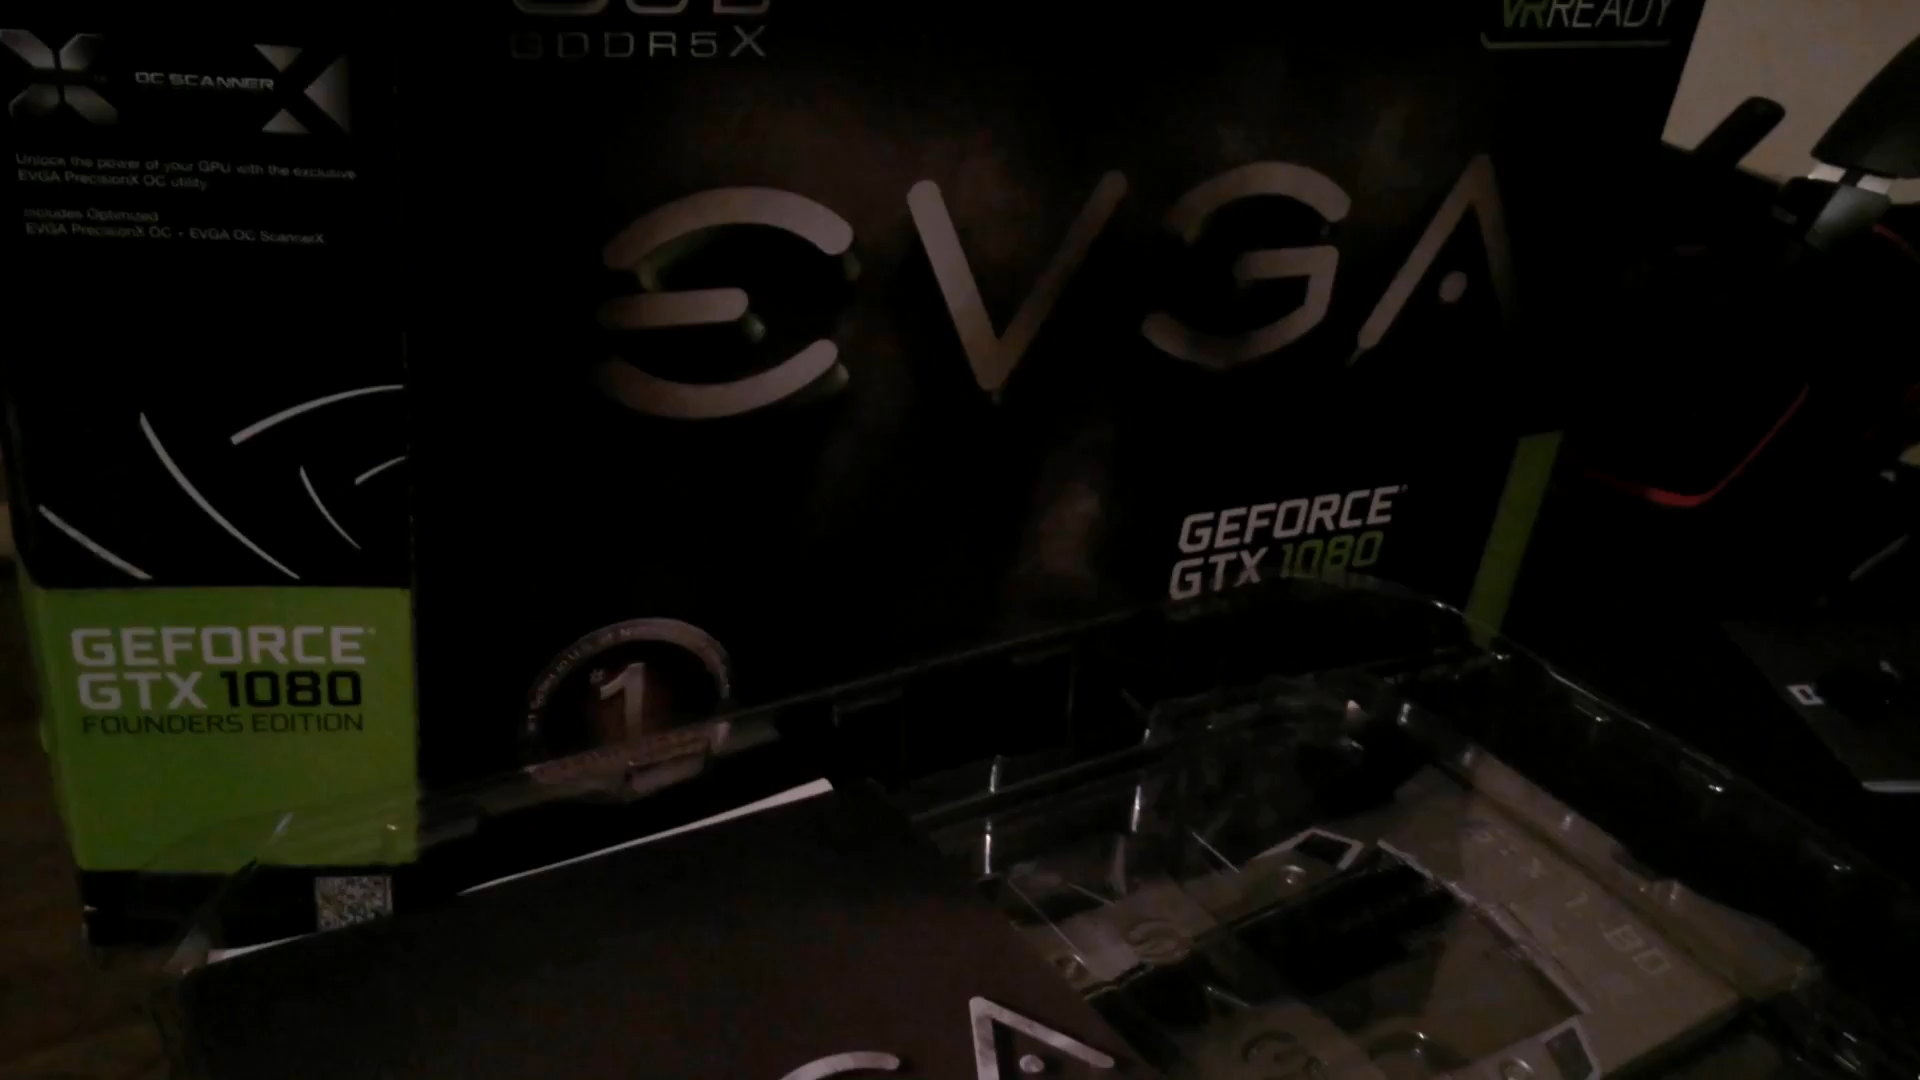 GDDR5X
VR READY
OC SCANNER X
Unlock the power of your GPU with the exclusive
EVGA PrecisionX OC utility
Includes Optimized
EVGA PrecisionX OC - EVGA OC ScannerX
EVGA
GEFORCE
GTX 1080
GEFORCE
GTX 1080
FOUNDERS EDITION
#1